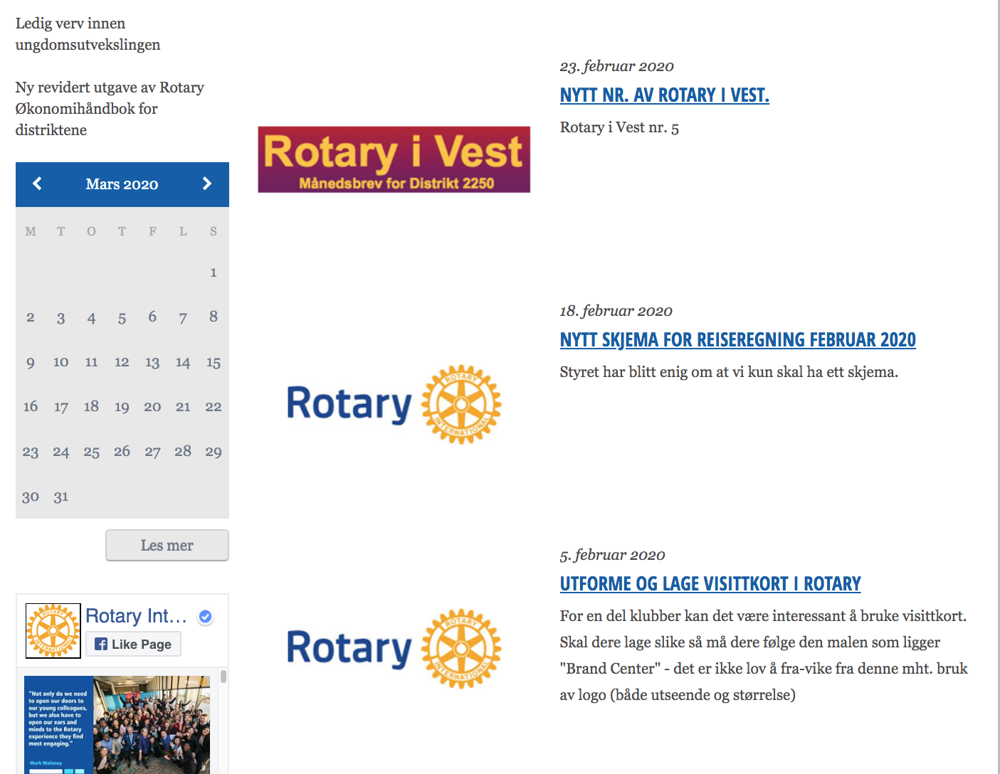 Ledig verv innen
ungdomsutvekslingen
Ny revidert utgave av Rotary
Økonomihåndbok for
distriktene
Mars 2020
M T O T F L S
1
2 3 4 5 6 7 8
9 10 11 12 13 14 15
16 17 18 19 20 21 22
23 24 25 26 27 28 29
30 31
Les mer
Rotary Int...
Like Page
"Not only do we need
to open our doors to
our young colleagues,
but we also have to
open our ears and
minds to the Rotary
experience they find
most engaging."
Mark Maloney
Rotary
ROTARY
INTERNATIONAL
Rotary i Vest
Månedsbrev for Distrikt 2250
23. februar 2020
NYTT NR. AV ROTARY I VEST.
Rotary i Vest nr. 5
Rotary
ROTARY
INTERNATIONAL
18. februar 2020
NYTT SKJEMA FOR REISEREGNING FEBRUAR 2020
Styret har blitt enig om at vi kun skal ha ett skjema.
Rotary
ROTARY
INTERNATIONAL
5. februar 2020
UTFORME OG LAGE VISITTKORT I ROTARY
For en del klubber kan det være interessant å bruke visittkort.
Skal dere lage slike så må dere følge den malen som ligger
"Brand Center" - det er ikke lov å fra-vike fra denne mht. bruk
av logo (både utseende og størrelse)